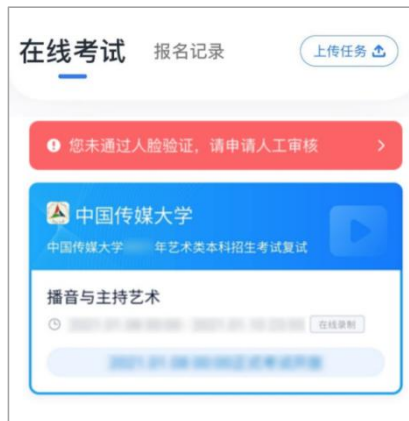 在线考试
报名记录
上传任务
您未通过人脸验证，请申请人工审核
中国传媒大学
中国传媒大学 年艺术类本科招生考试复试
播音与主持艺术
在线录制